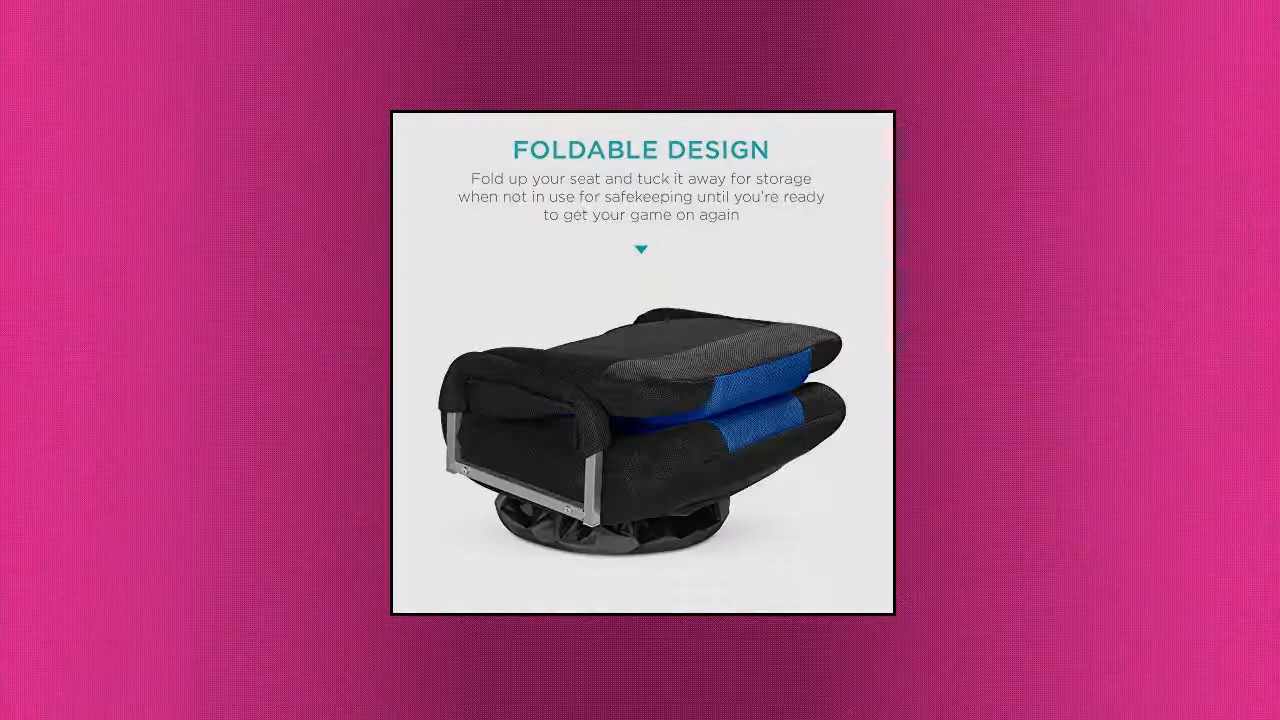 FOLDABLE DESIGN
Fold up your seat and tuck it away for storage
when not in use for safekeeping until you're ready
to get your game on again